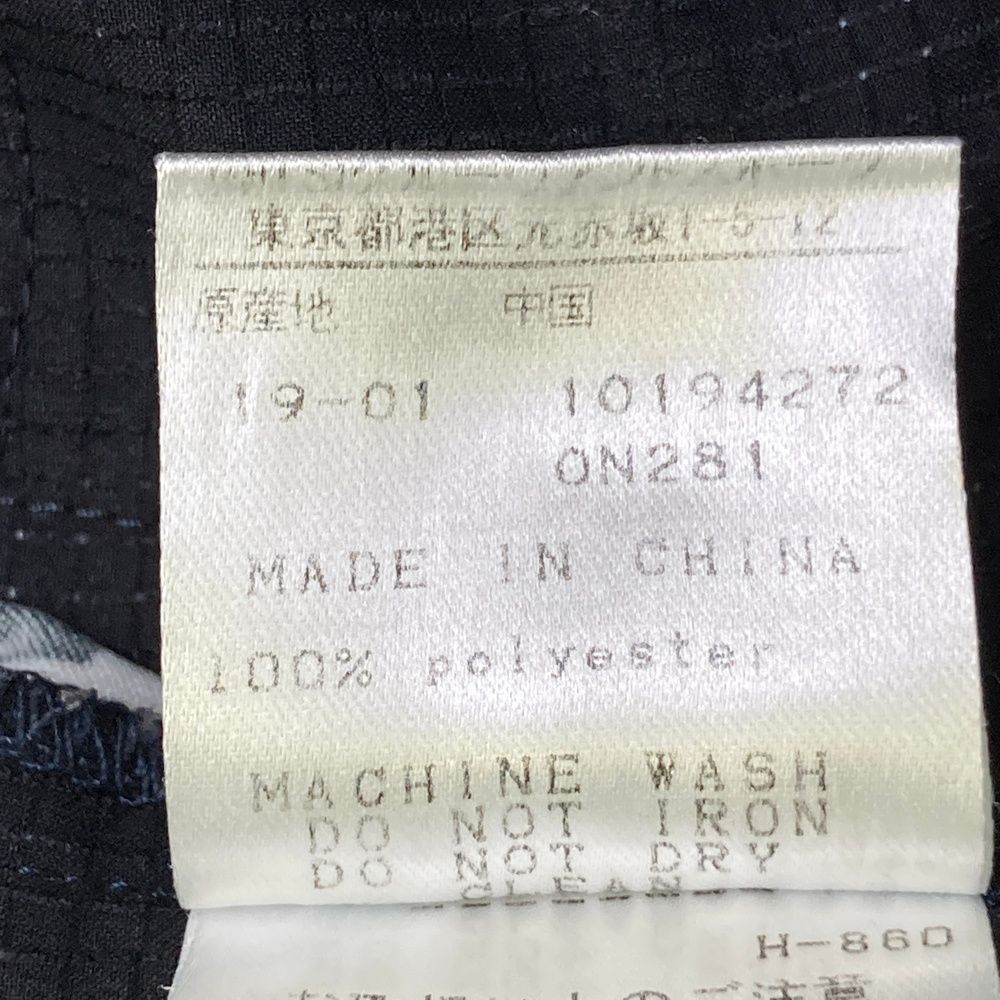 東京都港区元赤坂1-5-12
原産地 中国
19-01 10194272
0N281
MADE IN CHINA
100% polyester
MACHINE WASH
DO NOT IRON
DO NOT DRY
CLEAN
H-860